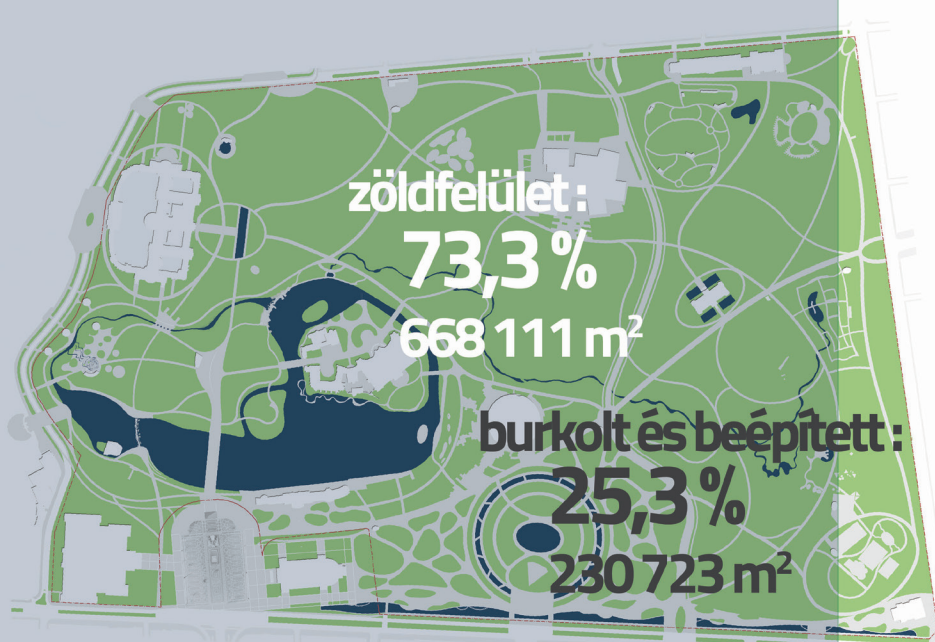 zöldfelület :
73,3 %
668 111 m²
burkolt és beépített :
25,3 %
230 723 m²